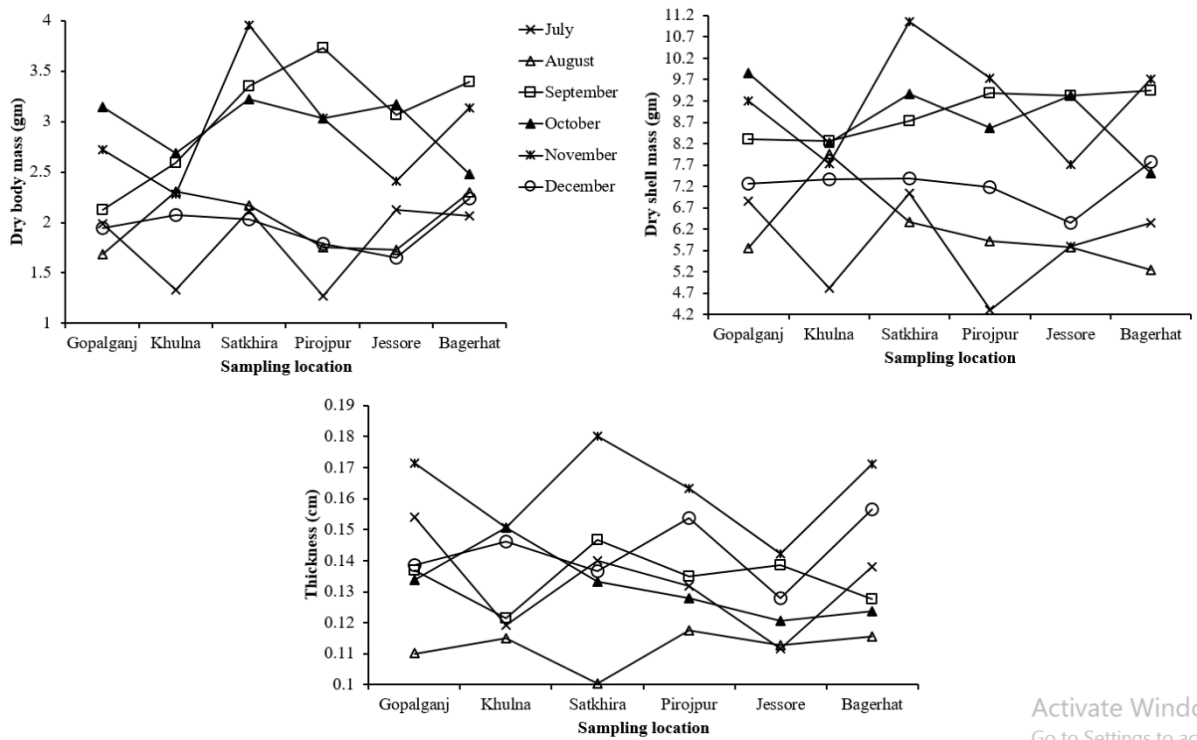 4
3.5
3
2.5
2
1.5
1
Dry body mass (gm)
Gopalganj Khulna Satkhira Pirojpur Jessore Bagerhat
Sampling location
July
August
September
October
November
December
11.2
10.7
10.2
9.7
9.2
8.7
8.2
7.7
7.2
6.7
6.2
5.7
5.2
4.7
4.2
Dry shell mass (gm)
Gopalganj Khulna Satkhira Pirojpur Jessore Bagerhat
Sampling location
0.19
0.18
0.17
0.16
0.15
0.14
0.13
0.12
0.11
0.1
Thickness (cm)
Gopalganj Khulna Satkhira Pirojpur Jessore Bagerhat
Sampling location
Activate Windo
Go to Settings to ac